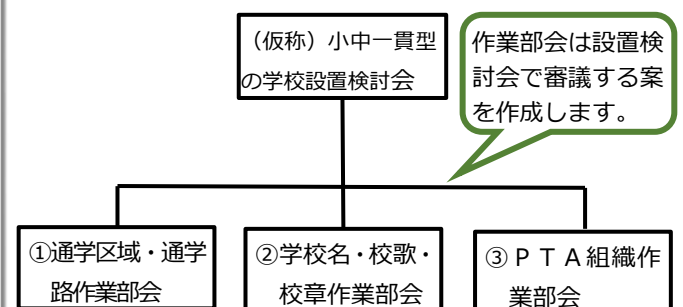 （仮称）小中一貫型
の学校設置検討会
作業部会は設置検
討会で審議する案
を作成します。
①通学区域・通学
路作業部会
②学校名・校歌・
校章作業部会
③ＰＴＡ組織作
業部会